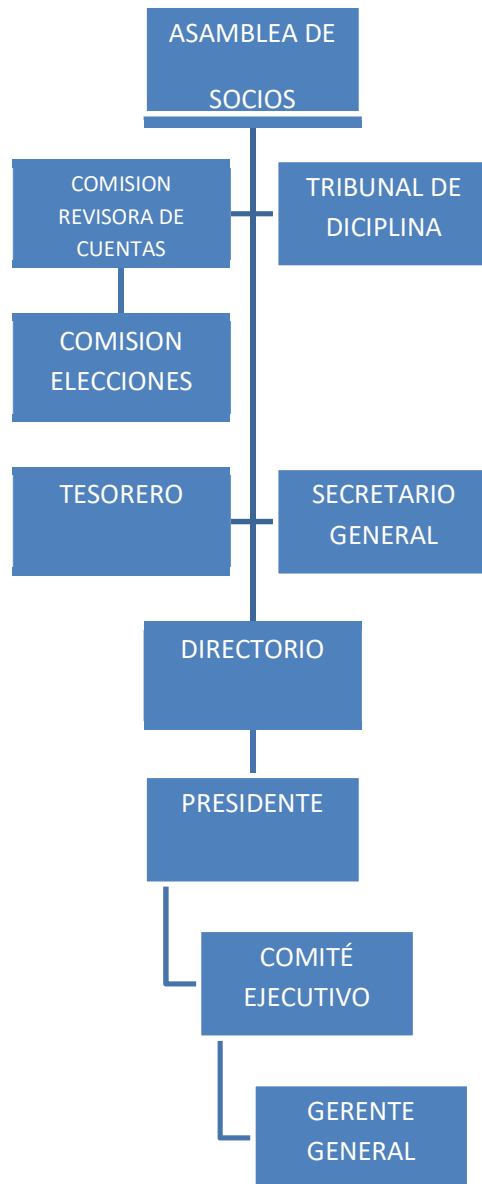 ASAMBLEA DE
SOCIOS
COMISION
REVISORA DE
CUENTAS
TRIBUNAL DE
DICIPLINA
COMISION
ELECCIONES
TESORERO
SECRETARIO
GENERAL
DIRECTORIO
PRESIDENTE
COMITÉ
EJECUTIVO
GERENTE
GENERAL